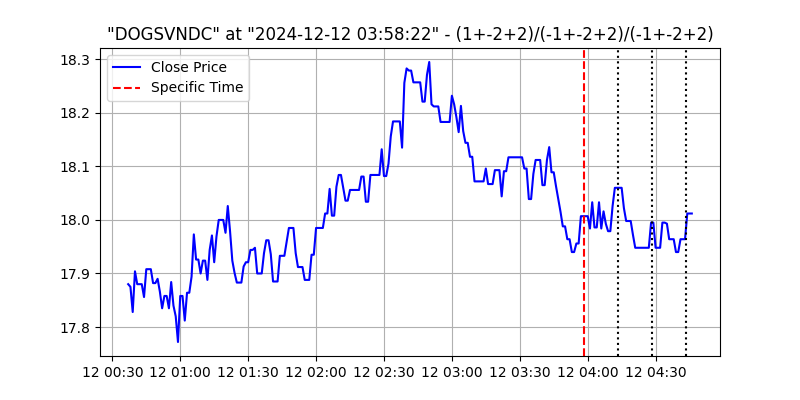 "DOGSVNDC" at "2024-12-12 03:58:22" - (1+-2+2)/(-1+-2+2)/(-1+-2+2)
Close Price
Specific Time
18.3
18.2
18.1
18.0
17.9
17.8
12 00:30 12 01:00 12 01:30 12 02:00 12 02:30 12 03:00 12 03:30 12 04:00 12 04:30